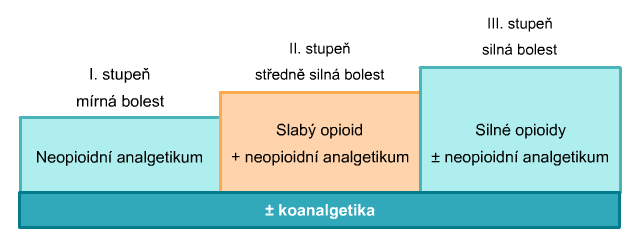 I. stupeň
mírná bolest
II. stupeň
středně silná bolest
III. stupeň
silná bolest
Neopioidní analgetikum
Slabý opioid
+ neopioidní analgetikum
Silné opioidy
± neopioidní analgetikum
± koanalgetika